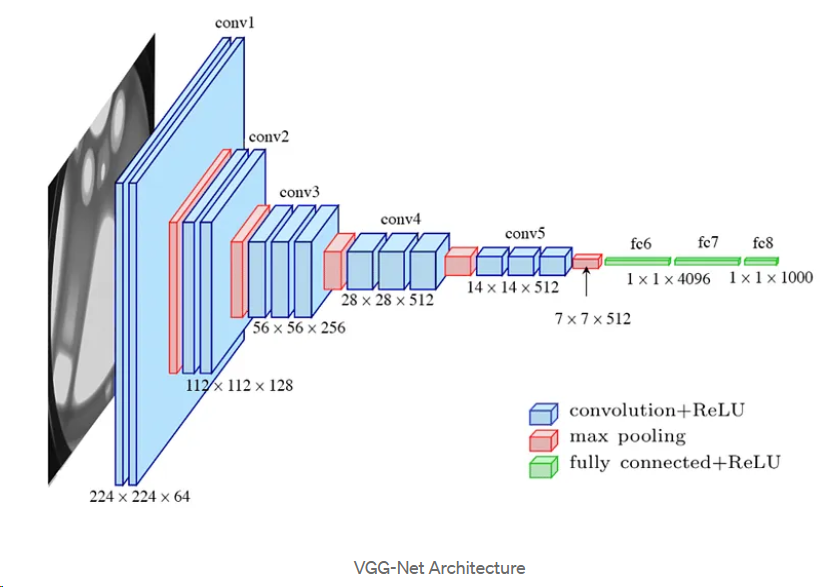 conv1
conv2
conv3
conv4
conv5
fc6
fc7
fc8
1 × 1 × 4096
1 × 1 × 1000
14 × 14 × 512
28 × 28 × 512
7 × 7 × 512
56 × 56 × 256
112 × 112 × 128
224 × 224 × 64
convolution+ReLU
max pooling
fully connected+ReLU
VGG-Net Architecture